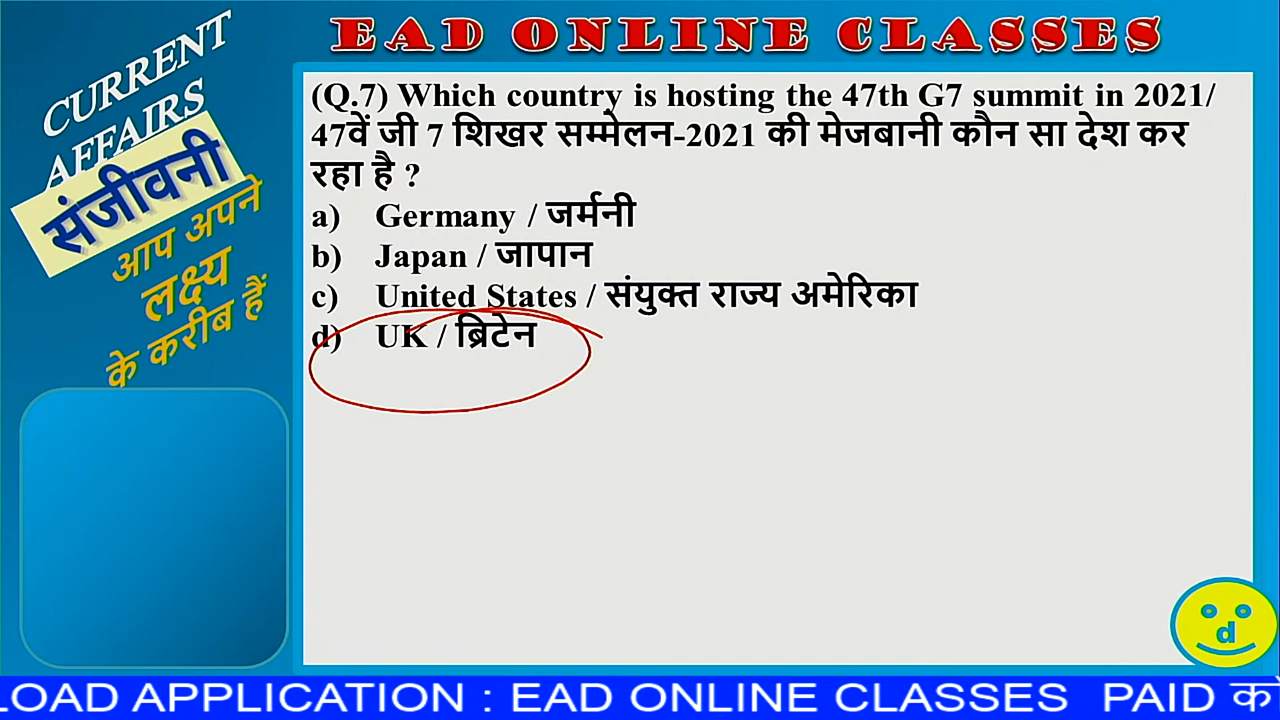 EAD ONLINE CLASSES
CURRENT
AFFAIRS
संजीवनी
आप अपने
लक्ष्य
के करीब हैं
(Q.7) Which country is hosting the 47th G7 summit in 2021/
47वें जी 7 शिखर सम्मेलन-2021 की मेजबानी कौन सा देश कर
रहा है ?
a) Germany / जर्मनी
b) Japan / जापान
c) United States / संयुक्त राज्य अमेरिका
d) UK / ब्रिटेन
d
LOAD APPLICATION : EAD ONLINE CLASSES PAID